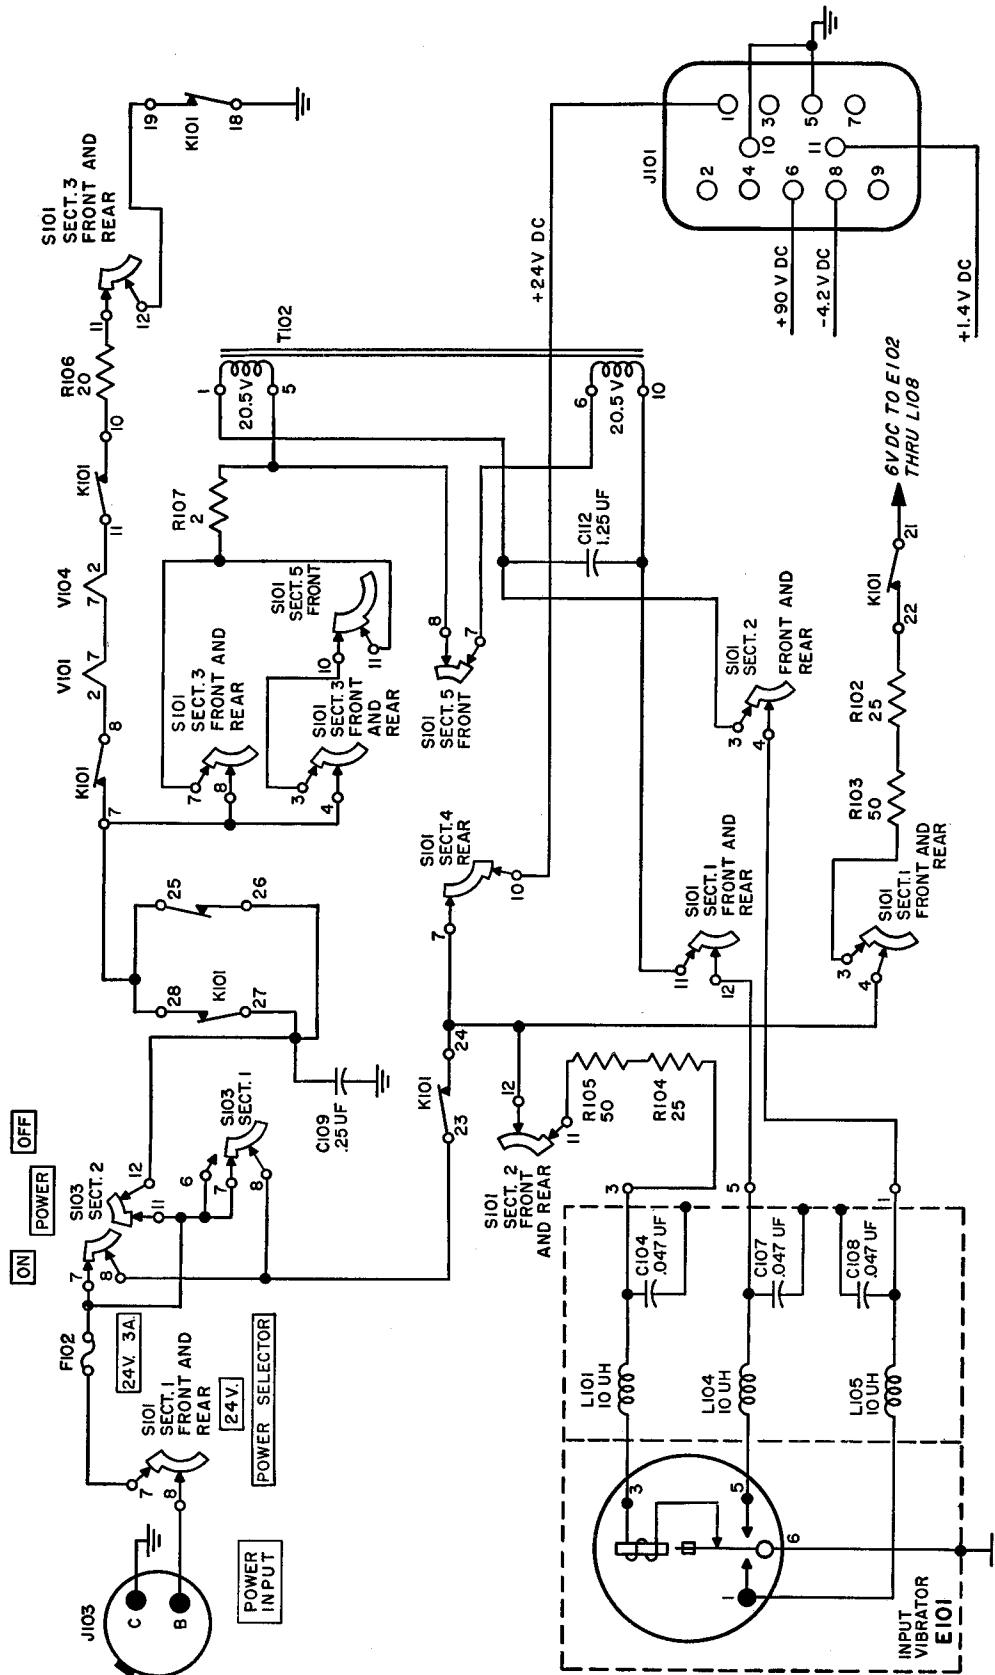 J103
C
B
POWER
INPUT
7
8
S101
SECT. 1
FRONT AND
REAR
24V.
POWER SELECTOR
F102
24V. 3A.
ON
POWER
OFF
7
8
S103
SECT. 2
11
12
6
7
8
S103
SECT. 1
C109
.25 UF
28
27
K101
25
26
7
K101
8
2
V101
7
7
V104
2
11
K101
10
R106
20
11
12
S101
SECT. 3
FRONT AND
REAR
19
K101
18
7
8
S101
SECT. 3
FRONT AND
REAR
3
4
S101
SECT. 3
FRONT
AND
REAR
10
11
S101
SECT. 5
FRONT
R107
2
1
20.5V
5
T102
6
20.5V
10
23
K101
24
7
10
S101
SECT. 4
REAR
S101
SECT. 5
FRONT
8
7
C112
1.25 UF
+24V DC
12
11
S101
SECT. 2
FRONT
AND REAR
R105
50
R104
25
11
12
S101
SECT. 1
FRONT AND
REAR
3
4
S101
SECT. 2
FRONT AND
REAR
3
4
S101
SECT. 1
FRONT AND
REAR
R103
50
R102
25
22
K101
21
6VDC TO E102
THRU L108
J101
1
3
5
7
10
11
2
4
6
8
9
+90V DC
-4.2V DC
+1.4V DC
INPUT
VIBRATOR
E101
1
3
5
6
L101
10 UH
L104
10 UH
L105
10 UH
C104
.047 UF
C107
.047 UF
C108
.047 UF
3
5
1